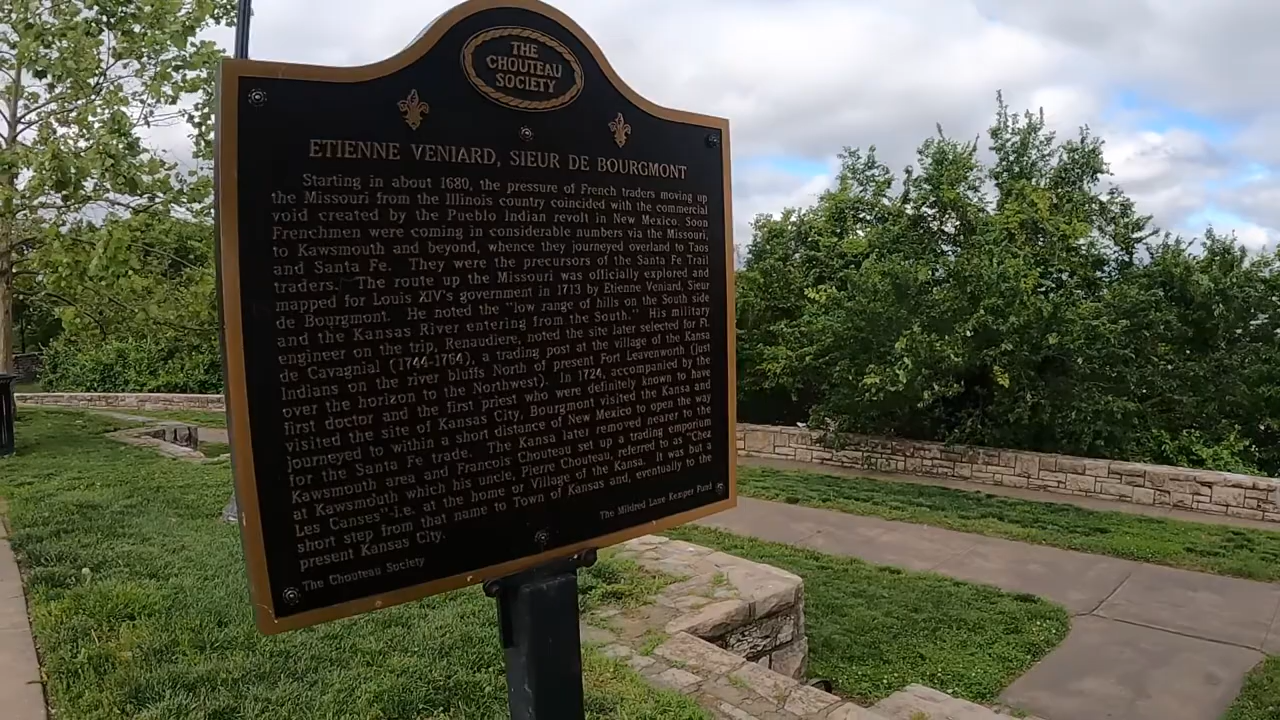 THE
CHOUTEAU
SOCIETY
ETIENNE VENIARD, SIEUR DE BOURGMONT
Starting in about 1680, the pressure of French traders moving up
the Missouri from the Illinois country coincided with the commercial
void created by the Pueblo Indian revolt in New Mexico. Soon
Frenchmen were coming in considerable numbers via the Missouri,
to Kawsmouth and beyond, whence they journeyed overland to Taos
and Santa Fe. They were the precursors of the Santa Fe Trail
traders. The route up the Missouri was officially explored and
mapped for Louis XIV's government in 1713 by Etienne Veniard, Sieur
de Bourgmont. He noted the "low range of hills on the South side
and the Kansas River entering from the South." His military
engineer on the trip, Renaudiere, noted the site later selected for Ft.
de Cavagnial (1744-1764), a trading post at the village of the Kansa
Indians on the river bluffs North of present Fort Leavenworth (just
over the horizon to the Northwest). In 1724, accompanied by the
first doctor and the first priest who were definitely known to have
visited the site of Kansas City, Bourgmont visited the Kansa and
journeyed to within a short distance of New Mexico to open the way
for the Santa Fe trade. The Kansa later removed nearer to the
Kawsmouth area and Francois Chouteau set up a trading emporium
at Kawsmouth which his uncle, Pierre Chouteau, referred to as "Chez
Les Canses"-i.e. at the home or Village of the Kansa. It was but a
short step from that name to Town of Kansas and, eventually to the
present Kansas City.
The Mildred Lane Kemper Fund
The Chouteau Society